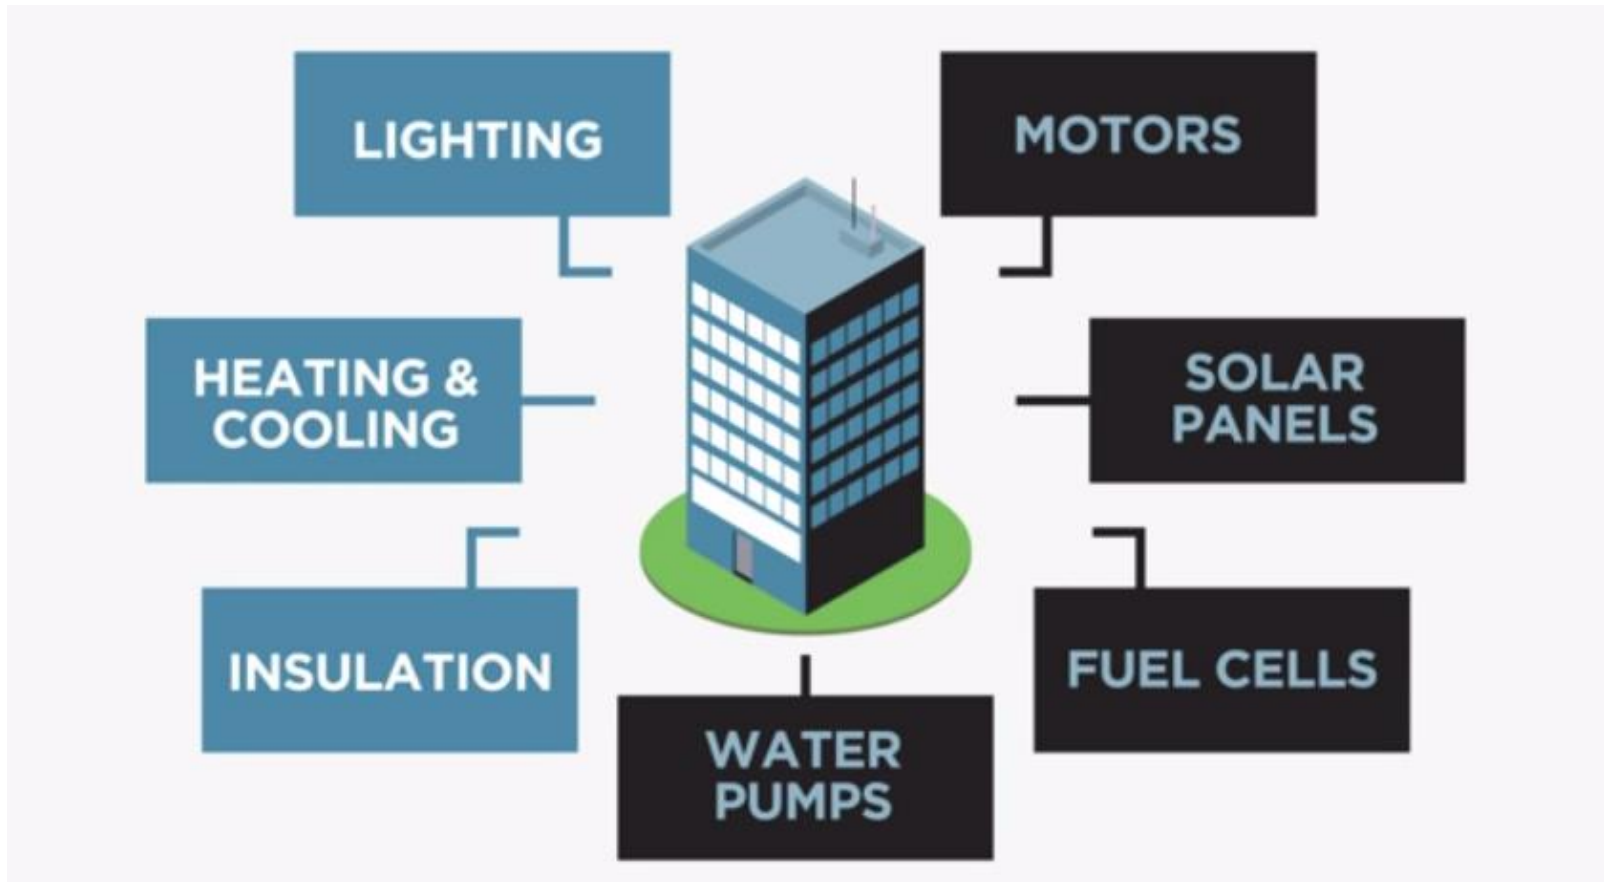 LIGHTING
MOTORS
HEATING &
COOLING
SOLAR
PANELS
INSULATION
FUEL CELLS
WATER
PUMPS